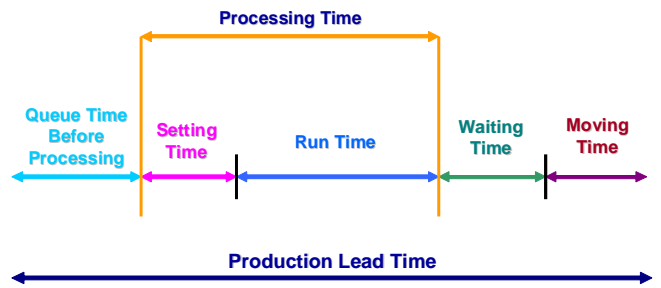 Processing Time
Queue Time
Before
Processing
Setting
Time
Run Time
Waiting
Time
Moving
Time
Production Lead Time